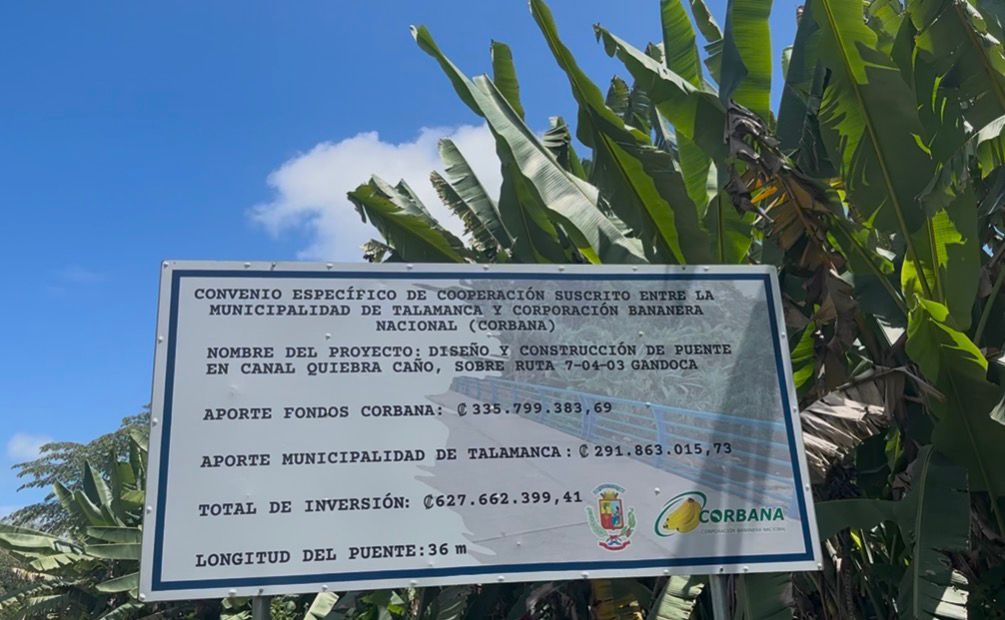 CONVENIO ESPECÍFICO DE COOPERACIÓN SUSCRITO ENTRE LA
MUNICIPALIDAD DE TALAMANCA Y CORPORACIÓN BANANERA
NACIONAL (CORBANA)
NOMBRE DEL PROYECTO: DISEÑO Y CONSTRUCCIÓN DE PUENTE
EN CANAL QUIEBRA CAÑO, SOBRE RUTA 7-04-03 GANDOCA
APORTE FONDOS CORBANA: ₡335.799.383,69
APORTE MUNICIPALIDAD DE TALAMANCA: ₡291.863.015,73
TOTAL DE INVERSIÓN: ₡627.662.399,41
CORBANA
CORPORACIÓN BANANERA NACIONAL
LONGITUD DEL PUENTE:36 m